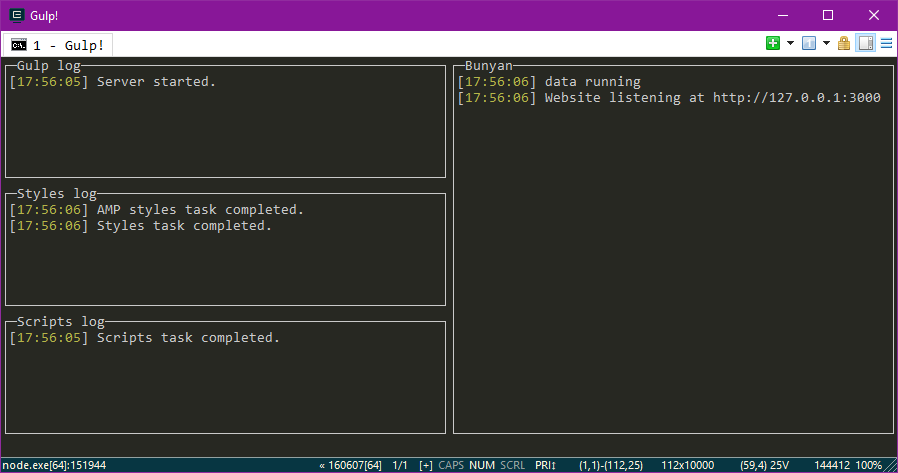 Gulp!
1 - Gulp!
Gulp log
[17:56:05] Server started.
Styles log
[17:56:06] AMP styles task completed.
[17:56:06] Styles task completed.
Scripts log
[17:56:05] Scripts task completed.
Bunyan
[17:56:06] data running
[17:56:06] Website listening at http://127.0.0.1:3000
node.exe[64]:151944 « 160607[64] 1/1 [+] CAPS NUM SCRL PRI↕ (1,1)-(112,25) 112x10000 (59,4) 25V 144412 100%